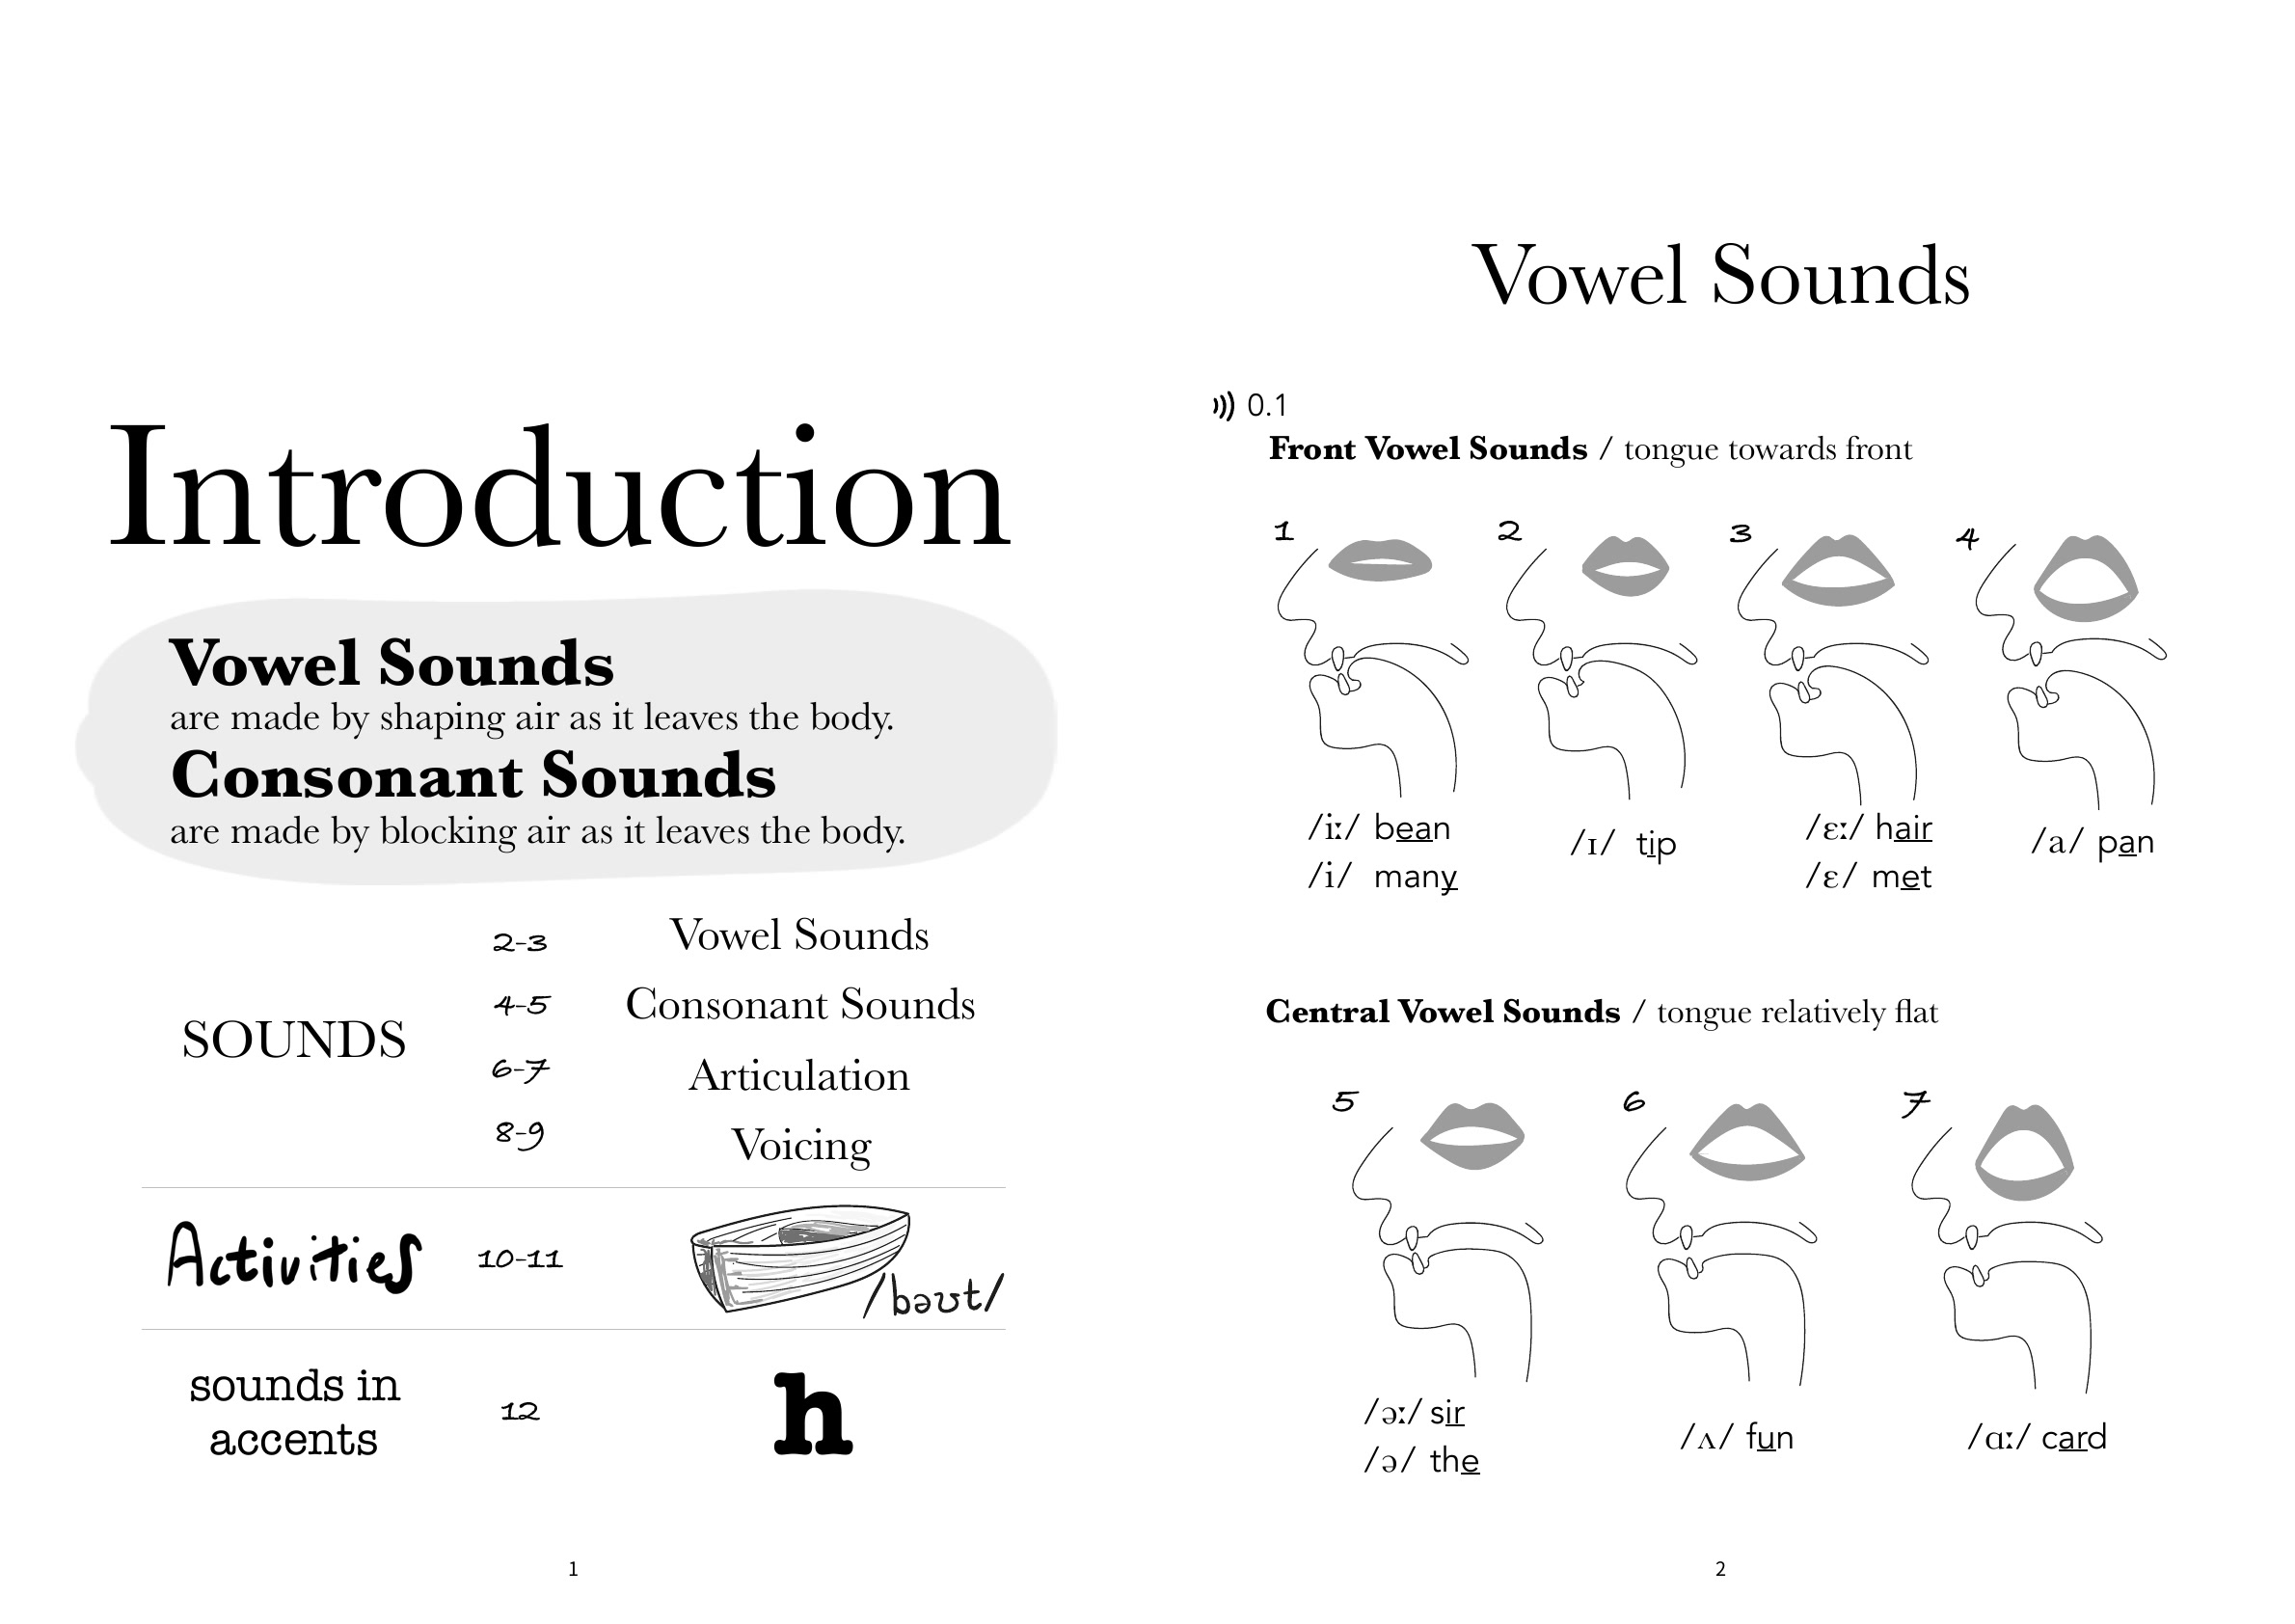 Introduction
Vowel Sounds
are made by shaping air as it leaves the body.
Consonant Sounds
are made by blocking air as it leaves the body.
SOUNDS
2-3 Vowel Sounds
4-5 Consonant Sounds
6-7 Articulation
8-9 Voicing
Activities 10-11 /bəʊt/
sounds in
accents
12 h
1
Vowel Sounds
0.1
Front Vowel Sounds / tongue towards front
1 2 3 4
/iː/ bean
/i/ many
/ɪ/ tip
/ɛː/ hair
/ɛ/ met
/a/ pan
Central Vowel Sounds / tongue relatively flat
5 6 7
/əː/ sir
/ə/ the
/ʌ/ fun
/ɑː/ card
2